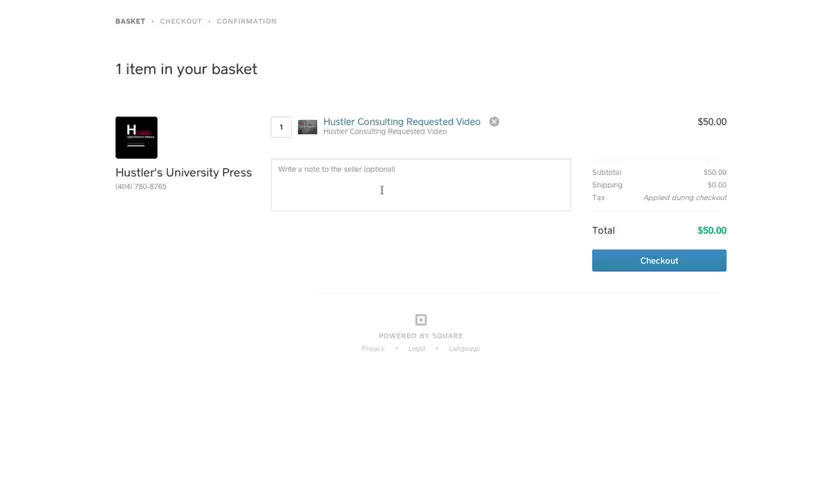 BASKET › CHECKOUT › CONFIRMATION
1 item in your basket
H
Hustler's University Press
(404) 780-8765
1
Hustler Consulting Requested Video
Hustler Consulting Requested Video
$50.00
Write a note to the seller (optional)
Subtotal $50.00
Shipping $0.00
Tax Applied during checkout
Total $50.00
Checkout
POWERED BY SQUARE
Privacy • Legal • Language